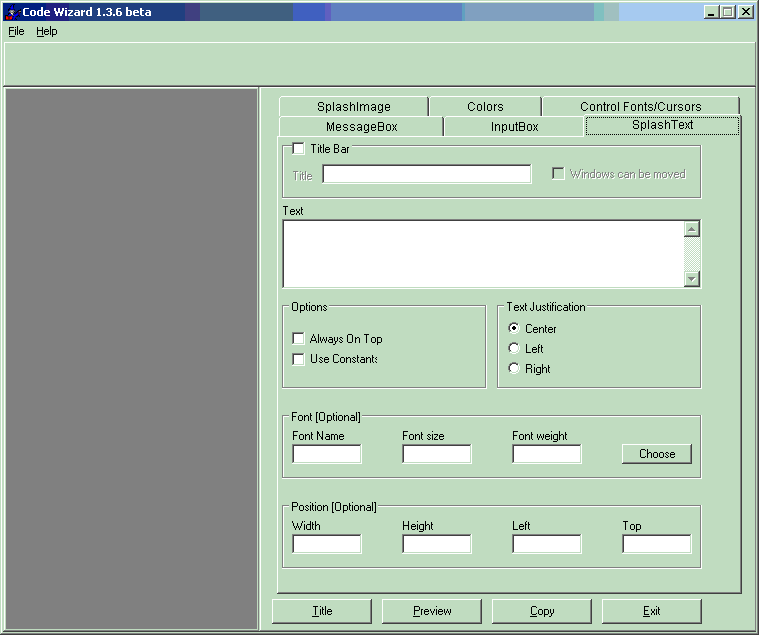 Code Wizard 1.3.6 beta
File Help
SplashImage Colors Control Fonts/Cursors
MessageBox InputBox SplashText
Title Bar
Title Windows can be moved
Text
Options Text Justification
Always On Top Center
Use Constants Left
Right
Font [Optional]
Font Name Font size Font weight
Choose
Position [Optional]
Width Height Left Top
Title Preview Copy Exit